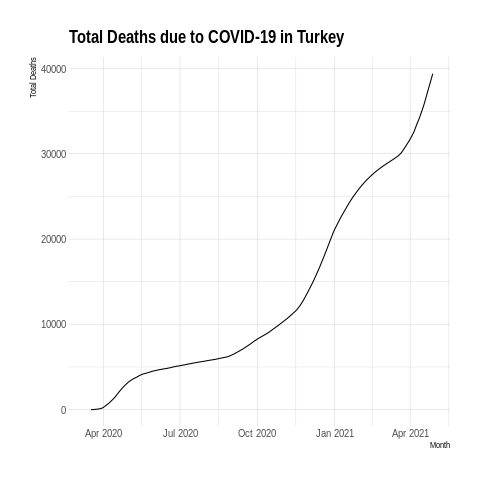 Total Deaths due to COVID-19 in Turkey
Total Deaths
40000
30000
20000
10000
0
Apr 2020 Jul 2020 Oct 2020 Jan 2021 Apr 2021
Month